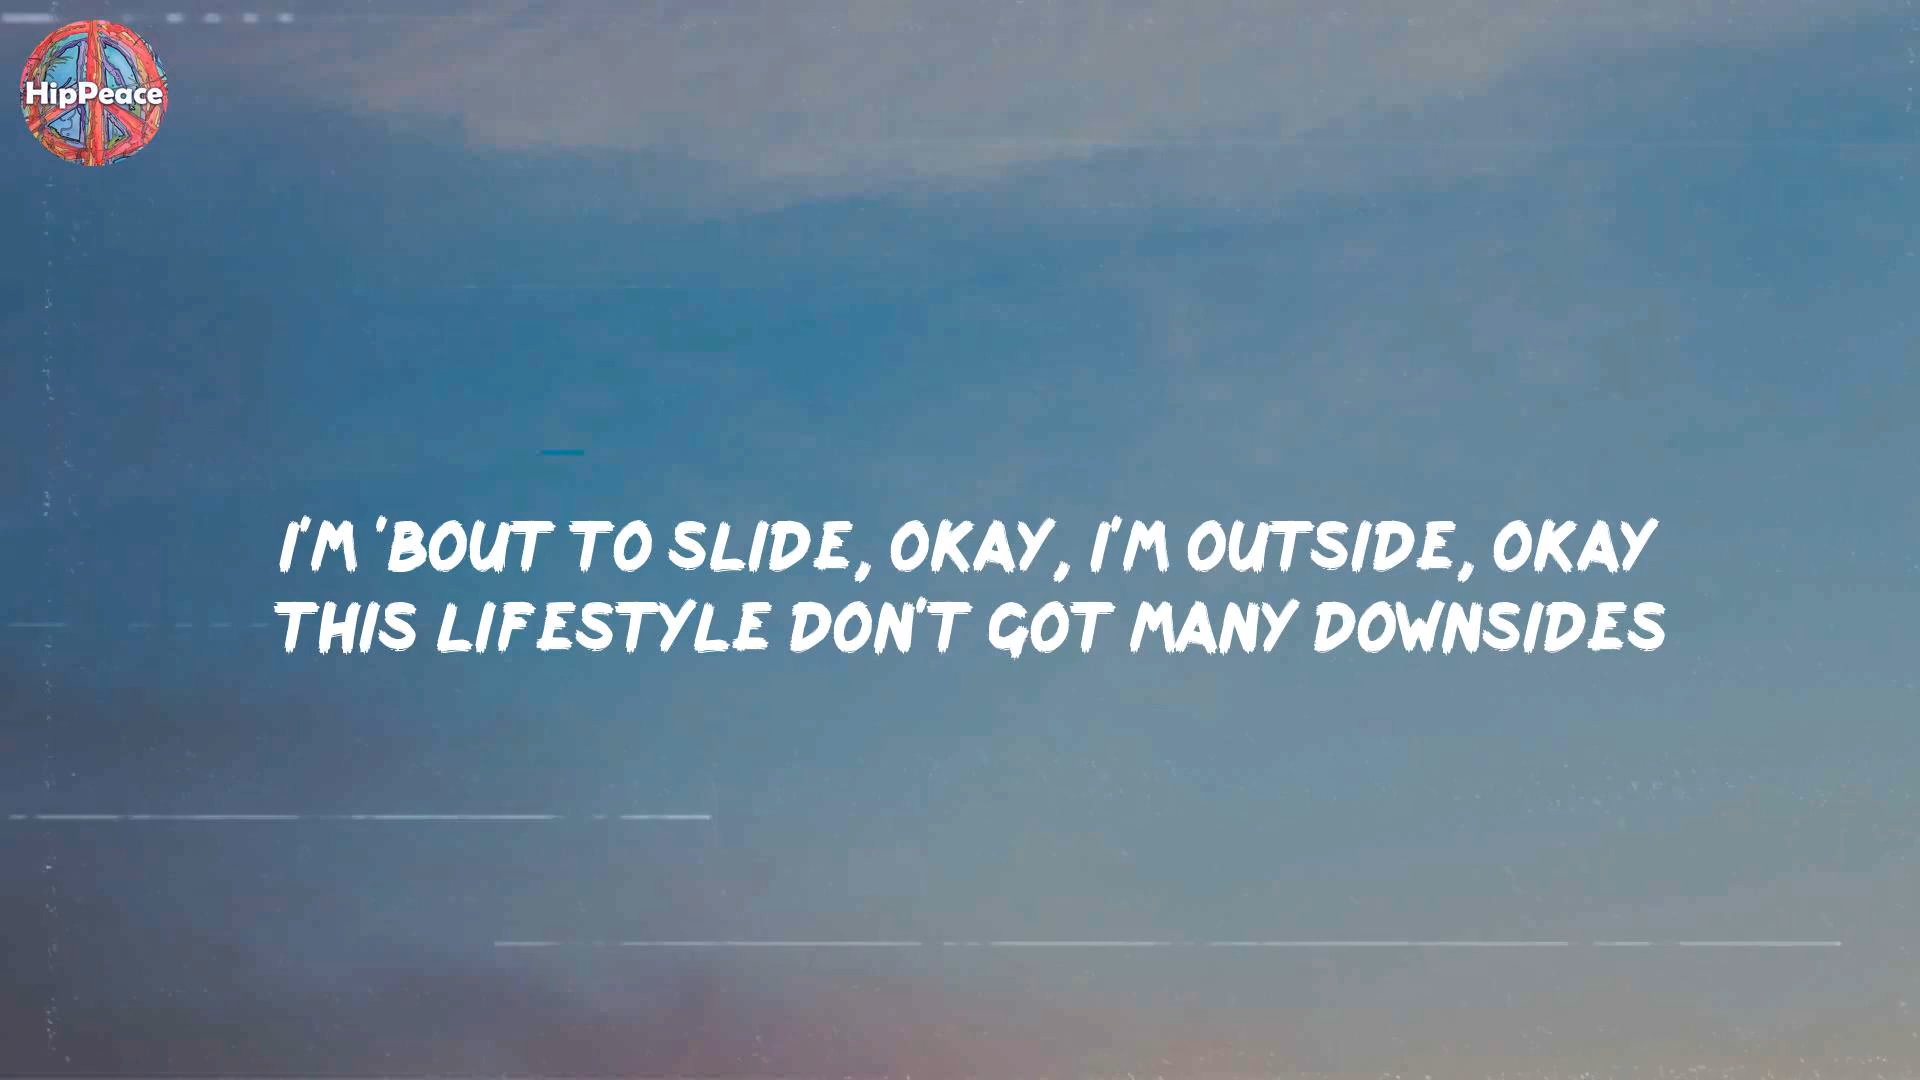 HipPeace
I'M 'BOUT TO SLIDE, OKAY, I'M OUTSIDE, OKAY
THIS LIFESTYLE DON'T GOT MANY DOWNSIDES